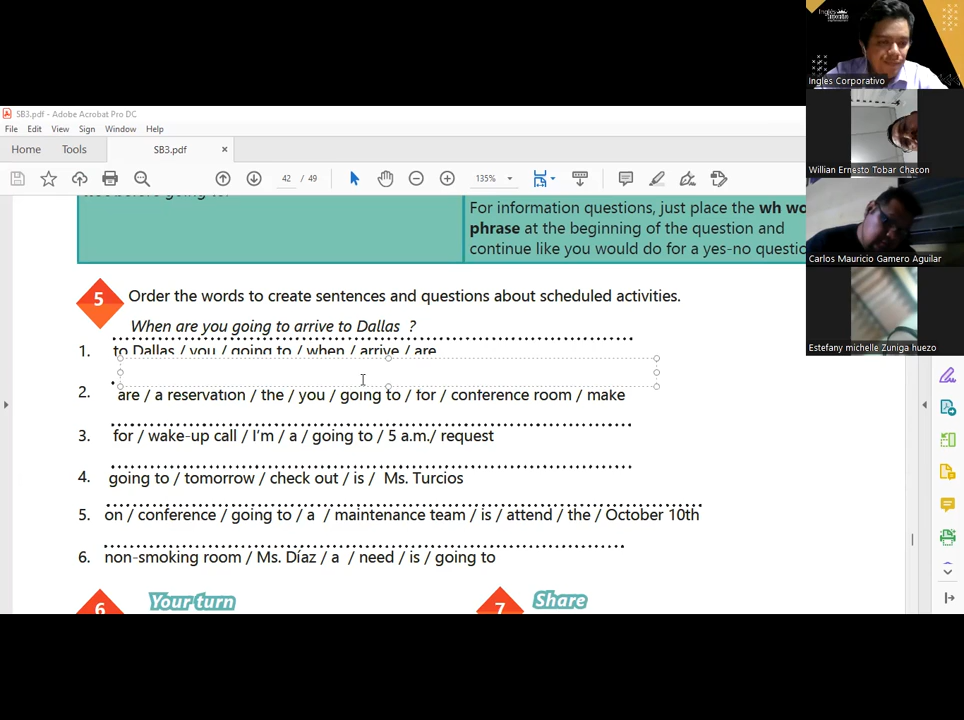 Inglés
Corporativo
Ingles Corporativo
SB3.pdf - Adobe Acrobat Pro DC
File Edit View Sign Window Help
Home Tools SB3.pdf ×
42 / 49 135%
Willian Ernesto Tobar Chacon
For information questions, just place the wh wo
phrase at the beginning of the question and
continue like you would do for a yes-no questio
Carlos Mauricio Gamero Aguilar
5 Order the words to create sentences and questions about scheduled activities.
When are you going to arrive to Dallas ?
1. to Dallas / you / going to / when / arrive / are
Estefany michelle Zuniga huezo
2. are / a reservation / the / you / going to / for / conference room / make
3. for / wake-up call / I'm / a / going to / 5 a.m./ request
4. going to / tomorrow / check out / is / Ms. Turcios
5. on / conference / going to / a / maintenance team / is / attend / the / October 10th
6. non-smoking room / Ms. Díaz / a / need / is / going to
6 Your turn 7 Share